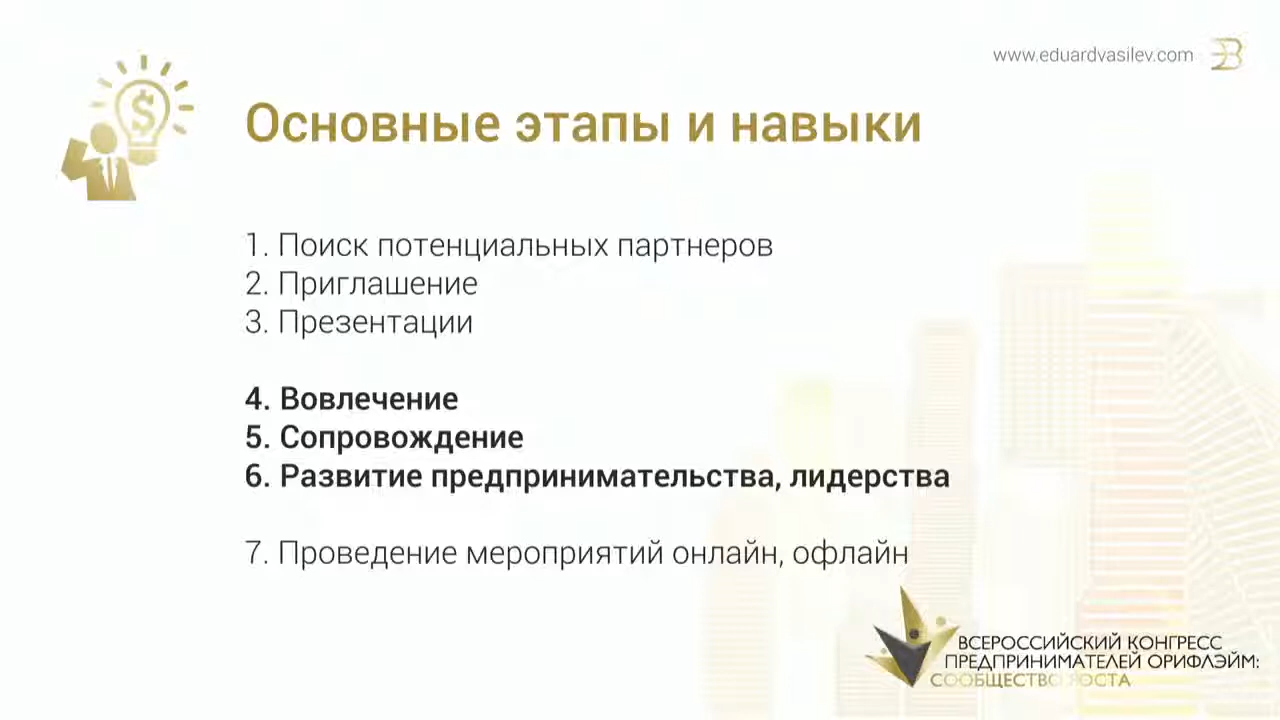 www.eduardvasilev.com
Основные этапы и навыки
1. Поиск потенциальных партнеров
2. Приглашение
3. Презентации
4. Вовлечение
5. Сопровождение
6. Развитие предпринимательства, лидерства
7. Проведение мероприятий онлайн, офлайн
ВСЕРОССИЙСКИЙ КОНГРЕСС
ПРЕДПРИНИМАТЕЛЕЙ ОРИФЛЭЙМ:
СООБЩЕСТВО РОСТА